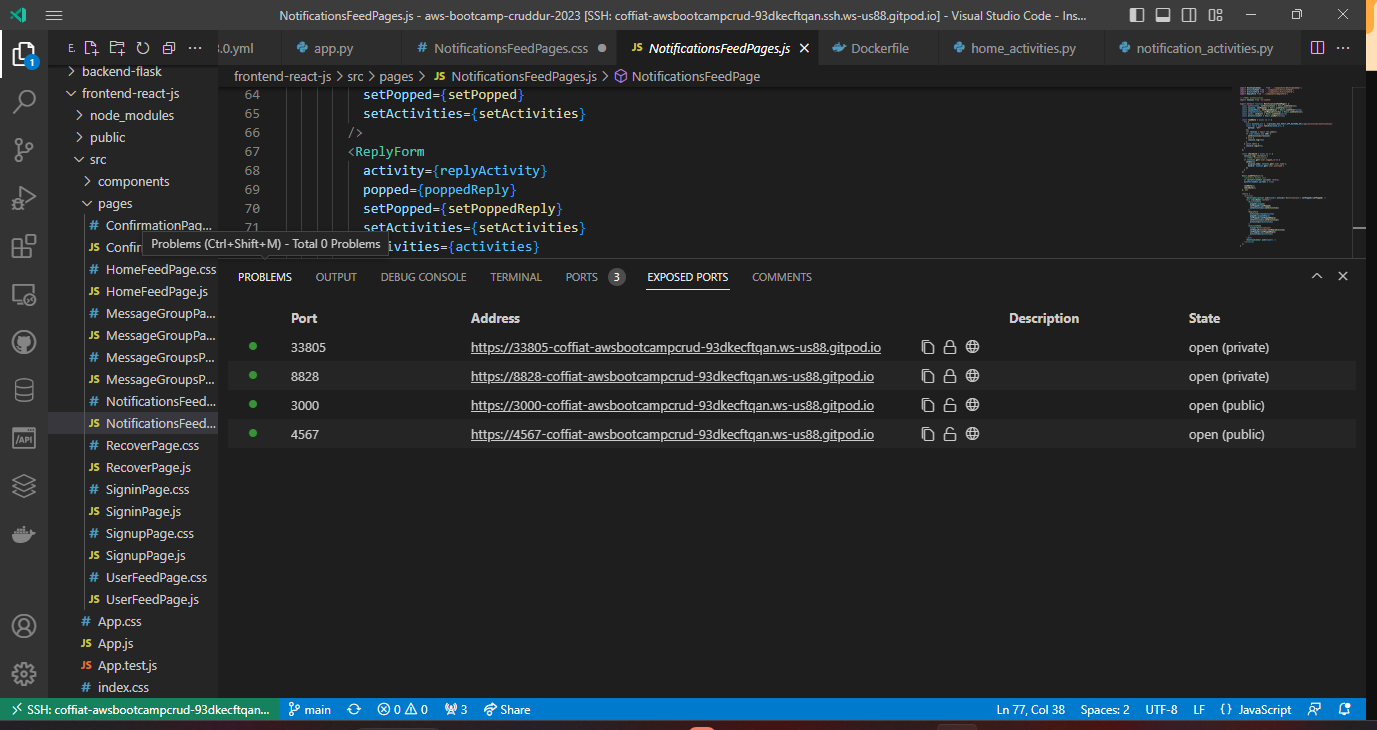 NotificationsFeedPages.js - aws-bootcamp-cruddur-2023 [SSH: coffiat-awsbootcampcrud-93dkecftqan.ssh.ws-us88.gitpod.io] - Visual Studio Code - Ins...
E.
3.0.yml
app.py
# NotificationsFeedPages.css
JS NotificationsFeedPages.js
Dockerfile
home_activities.py
notification_activities.py
1
frontend-react-js > src > pages > JS NotificationsFeedPages.js > NotificationsFeedPage
backend-flask
frontend-react-js
node_modules
public
src
components
pages
# ConfirmationPag...
JS Confir
# HomeFeedPage.css
JS HomeFeedPage.js
# MessageGroupPa...
JS MessageGroupPa...
# MessageGroupsP...
JS MessageGroupsP...
# NotificationsFeed...
JS NotificationsFeed...
# RecoverPage.css
JS RecoverPage.js
# SigninPage.css
JS SigninPage.js
# SignupPage.css
JS SignupPage.js
# UserFeedPage.css
JS UserFeedPage.js
# App.css
JS App.js
JS App.test.js
# index.css
64 setPopped={setPopped}
65 setActivities={setActivities}
66 />
67 <ReplyForm
68 activity={replyActivity}
69 popped={poppedReply}
70 setPopped={setPoppedReply}
71 setActivities={setActivities}
ivities={activities}
Problems (Ctrl+Shift+M) - Total 0 Problems
PROBLEMS OUTPUT DEBUG CONSOLE TERMINAL PORTS 3 EXPOSED PORTS COMMENTS
Port Address Description State
33805 https://33805-coffiat-awsbootcampcrud-93dkecftqan.ws-us88.gitpod.io open (private)
8828 https://8828-coffiat-awsbootcampcrud-93dkecftqan.ws-us88.gitpod.io open (private)
3000 https://3000-coffiat-awsbootcampcrud-93dkecftqan.ws-us88.gitpod.io open (public)
4567 https://4567-coffiat-awsbootcampcrud-93dkecftqan.ws-us88.gitpod.io open (public)
/API
SSH: coffiat-awsbootcampcrud-93dkecftqan... main 0 0 3 Share Ln 77, Col 38 Spaces: 2 UTF-8 LF {} JavaScript